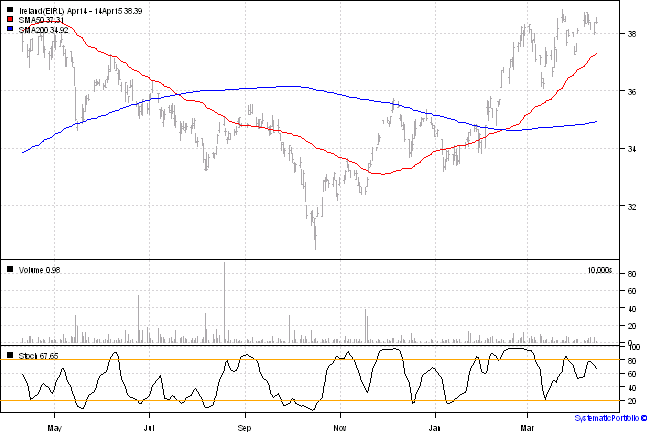 Ireland(EIRL) Apr14 - 14Apr15 38.39
SMA50 37.31
SMA200 34.92
38
36
34
32
Volume 0.98
10,000s
80
60
40
20
0
Stoch 67.65
100
80
60
40
20
May
Jul
Sep
Nov
Jan
Mar
SystematicPortfolio ©